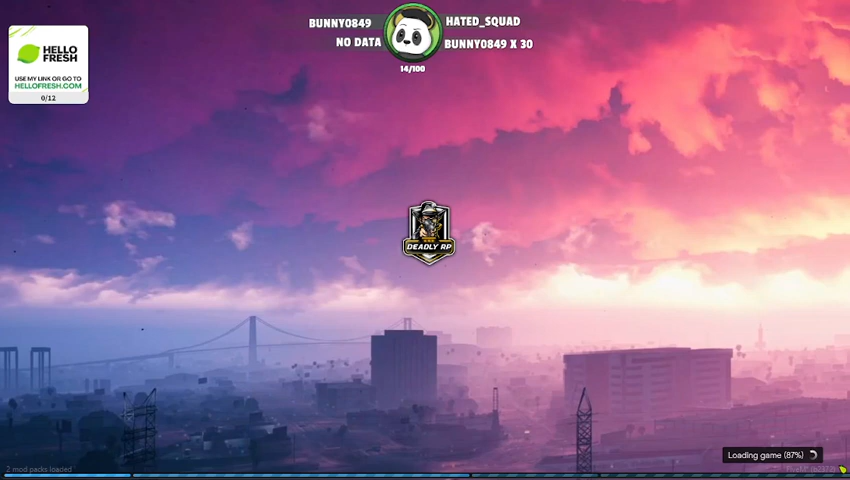 BUNNY0849
HATED_SQUAD
NO DATA
BUNNY0849 X 30
14/100
HELLO
FRESH
USE MY LINK OR GO TO
HELLOFRESH.COM
0/12
DEADLY RP
Loading game (87%)
2 mod packs loaded